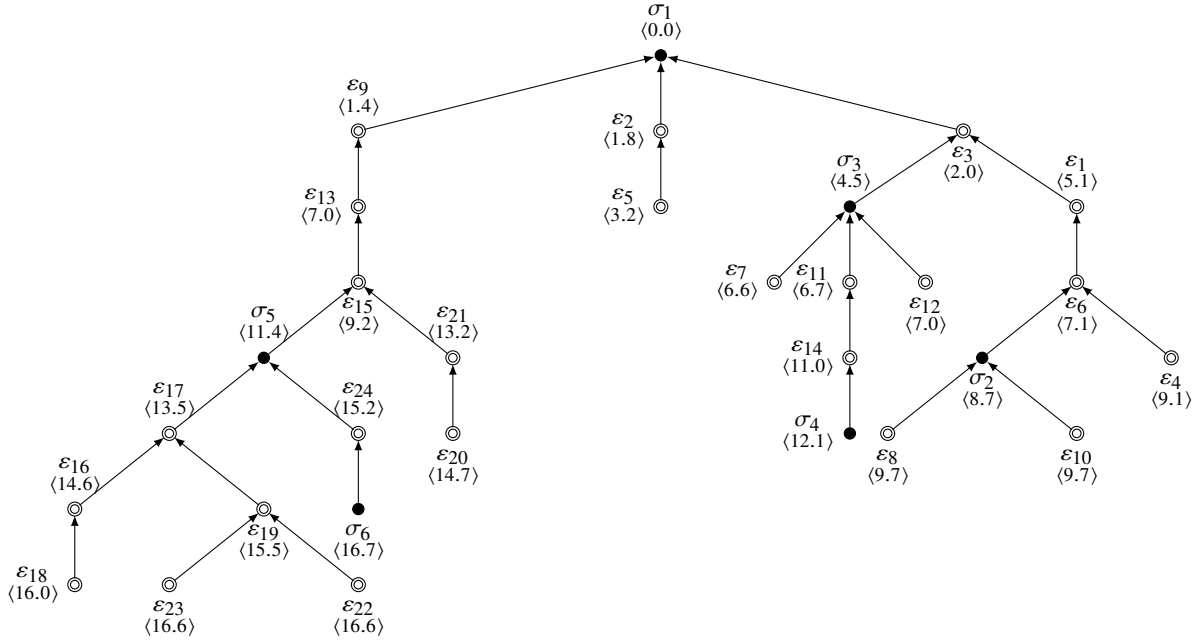 σ1
⟨0.0⟩
ε9
⟨1.4⟩
ε2
⟨1.8⟩
ε3
⟨2.0⟩
ε13
⟨7.0⟩
ε5
⟨3.2⟩
σ3
⟨4.5⟩
ε1
⟨5.1⟩
ε15
⟨9.2⟩
ε7
⟨6.6⟩
ε11
⟨6.7⟩
ε12
⟨7.0⟩
ε6
⟨7.1⟩
σ5
⟨11.4⟩
ε21
⟨13.2⟩
ε14
⟨11.0⟩
σ2
⟨8.7⟩
ε4
⟨9.1⟩
ε17
⟨13.5⟩
ε24
⟨15.2⟩
ε20
⟨14.7⟩
σ4
⟨12.1⟩
ε8
⟨9.7⟩
ε10
⟨9.7⟩
ε16
⟨14.6⟩
ε19
⟨15.5⟩
σ6
⟨16.7⟩
ε18
⟨16.0⟩
ε23
⟨16.6⟩
ε22
⟨16.6⟩